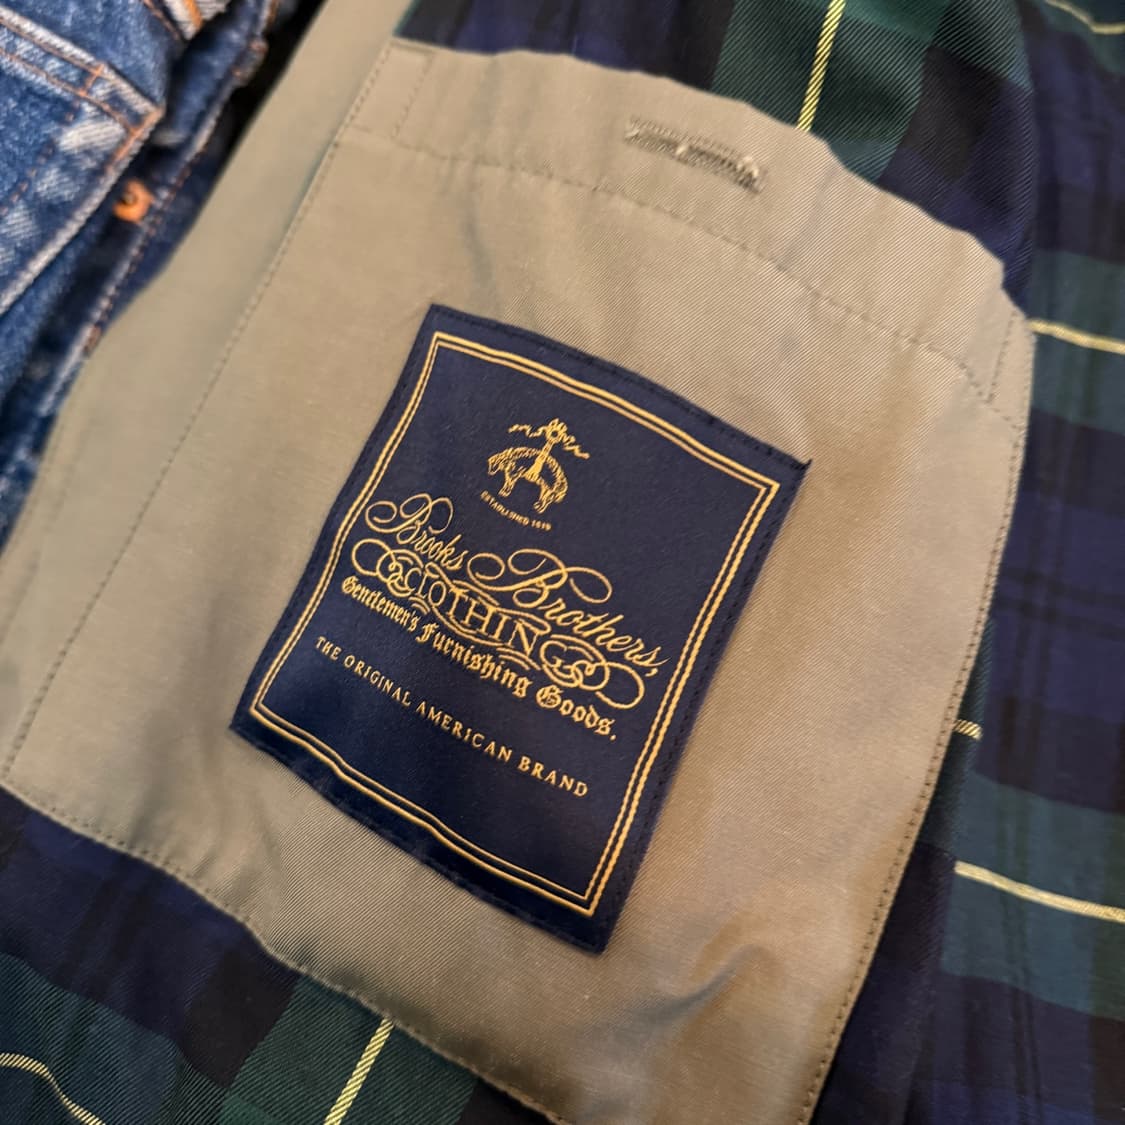 ESTABLISHED 1818
Brooks Brothers,
CLOTHING
Gentlemen's Furnishing Goods.
THE ORIGINAL AMERICAN BRAND